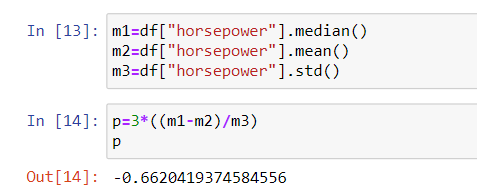 In [13]: m1=df["horsepower"].median()
m2=df["horsepower"].mean()
m3=df["horsepower"].std()
In [14]: p=3*((m1-m2)/m3)
p
Out[14]: -0.6620419374584556